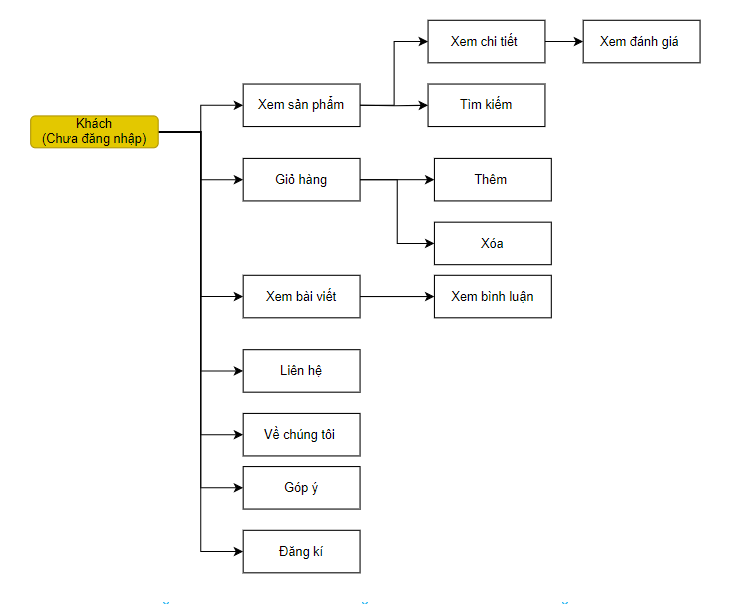 Xem chi tiết
Xem đánh giá
Xem sản phẩm
Tìm kiếm
Khách
(Chưa đăng nhập)
Giỏ hàng
Thêm
Xóa
Xem bài viết
Xem bình luận
Liên hệ
Về chúng tôi
Góp ý
Đăng kí